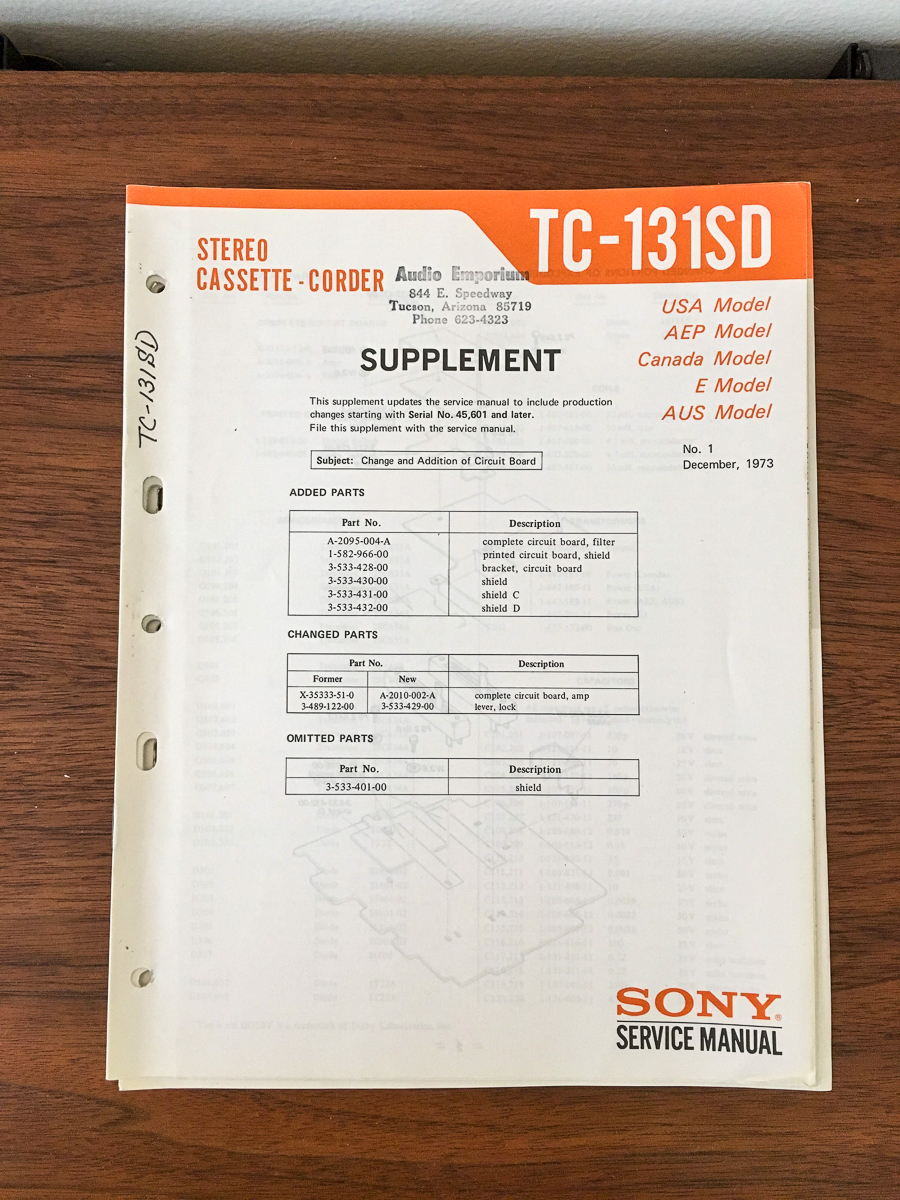 TC-131SD
STEREO
CASSETTE-CORDER
Audio Emporium
844 E. Speedway
Tucson, Arizona 85719
Phone 623-4323
USA Model
AEP Model
Canada Model
E Model
AUS Model
TC-131SD
SUPPLEMENT
This supplement updates the service manual to include production
changes starting with Serial No. 45,601 and later.
File this supplement with the service manual.
No. 1
December, 1973
Subject: Change and Addition of Circuit Board
ADDED PARTS
Part No. Description
A-2095-004-A complete circuit board, filter
1-582-966-00 printed circuit board, shield
3-533-428-00 bracket, circuit board
3-533-430-00 shield
3-533-431-00 shield C
3-533-432-00 shield D
CHANGED PARTS
Part No. Description
Former New
X-35333-51-0 A-2010-002-A complete circuit board, amp
3-489-122-00 3-533-429-00 lever, lock
OMITTED PARTS
Part No. Description
3-533-401-00 shield
SONY®
SERVICE MANUAL